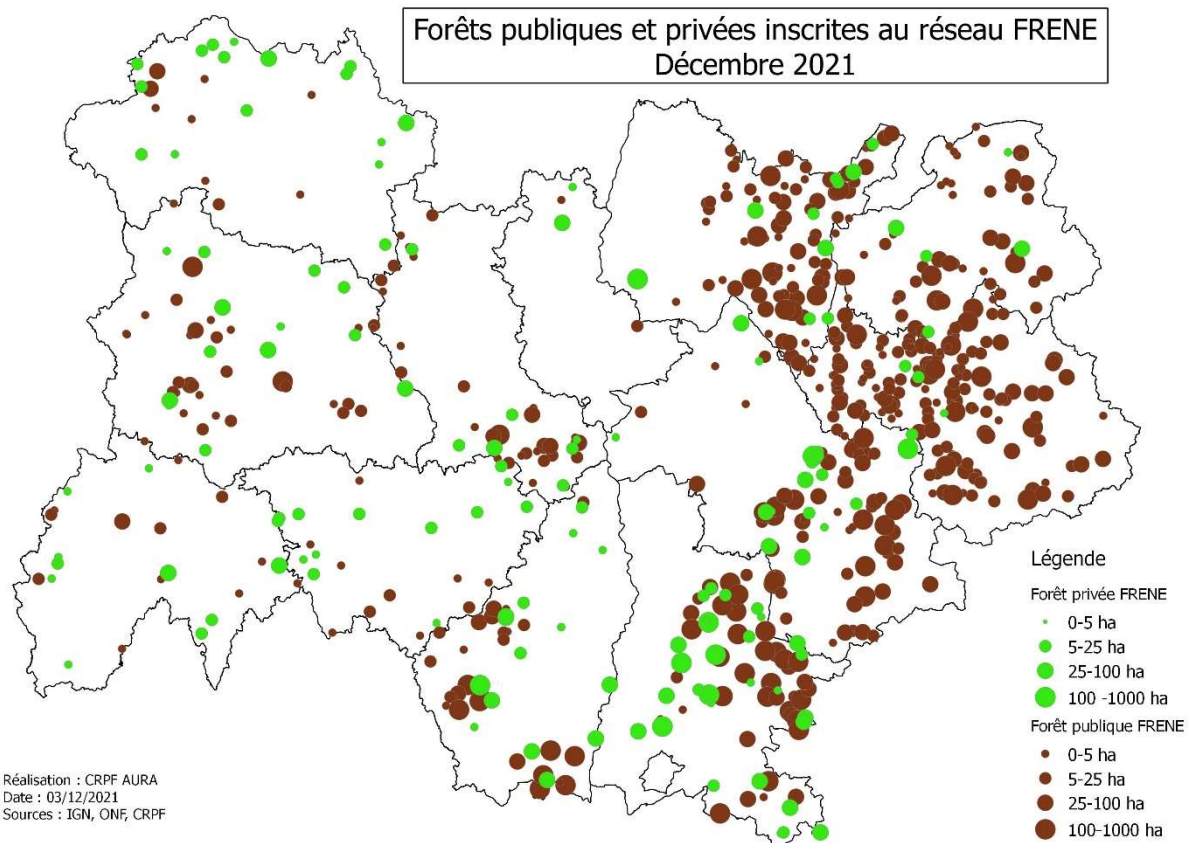 Forêts publiques et privées inscrites au réseau FRENE
Décembre 2021
Légende
Forêt privée FRENE
0-5 ha
5-25 ha
25-100 ha
100 -1000 ha
Forêt publique FRENE
0-5 ha
5-25 ha
25-100 ha
100-1000 ha
Réalisation : CRPF AURA
Date : 03/12/2021
Sources : IGN, ONF, CRPF